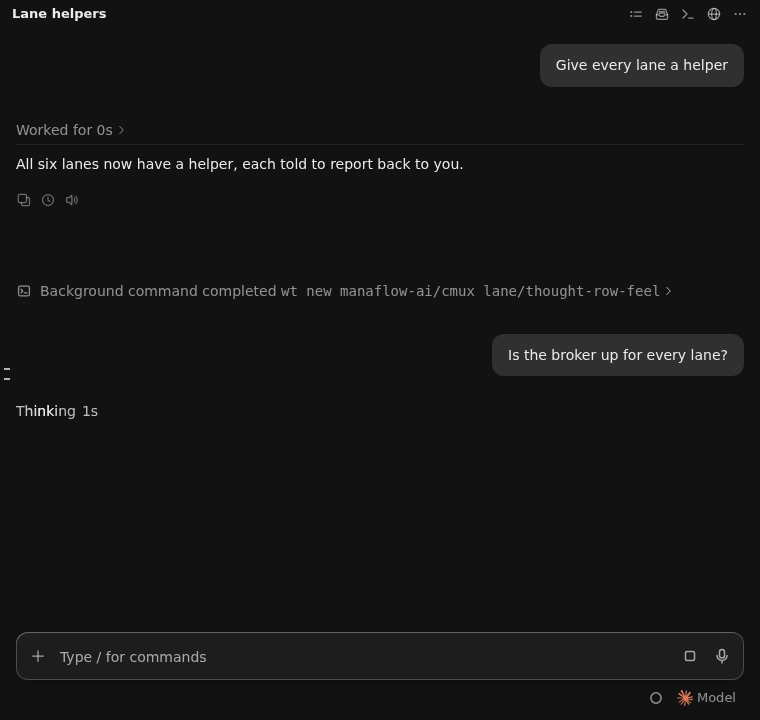 Lane helpers
Give every lane a helper
Worked for 0s
All six lanes now have a helper, each told to report back to you.
Background command completed wt new manaflow-ai/cmux lane/thought-row-feel
Is the broker up for every lane?
Thinking 1s
Type / for commands
Model